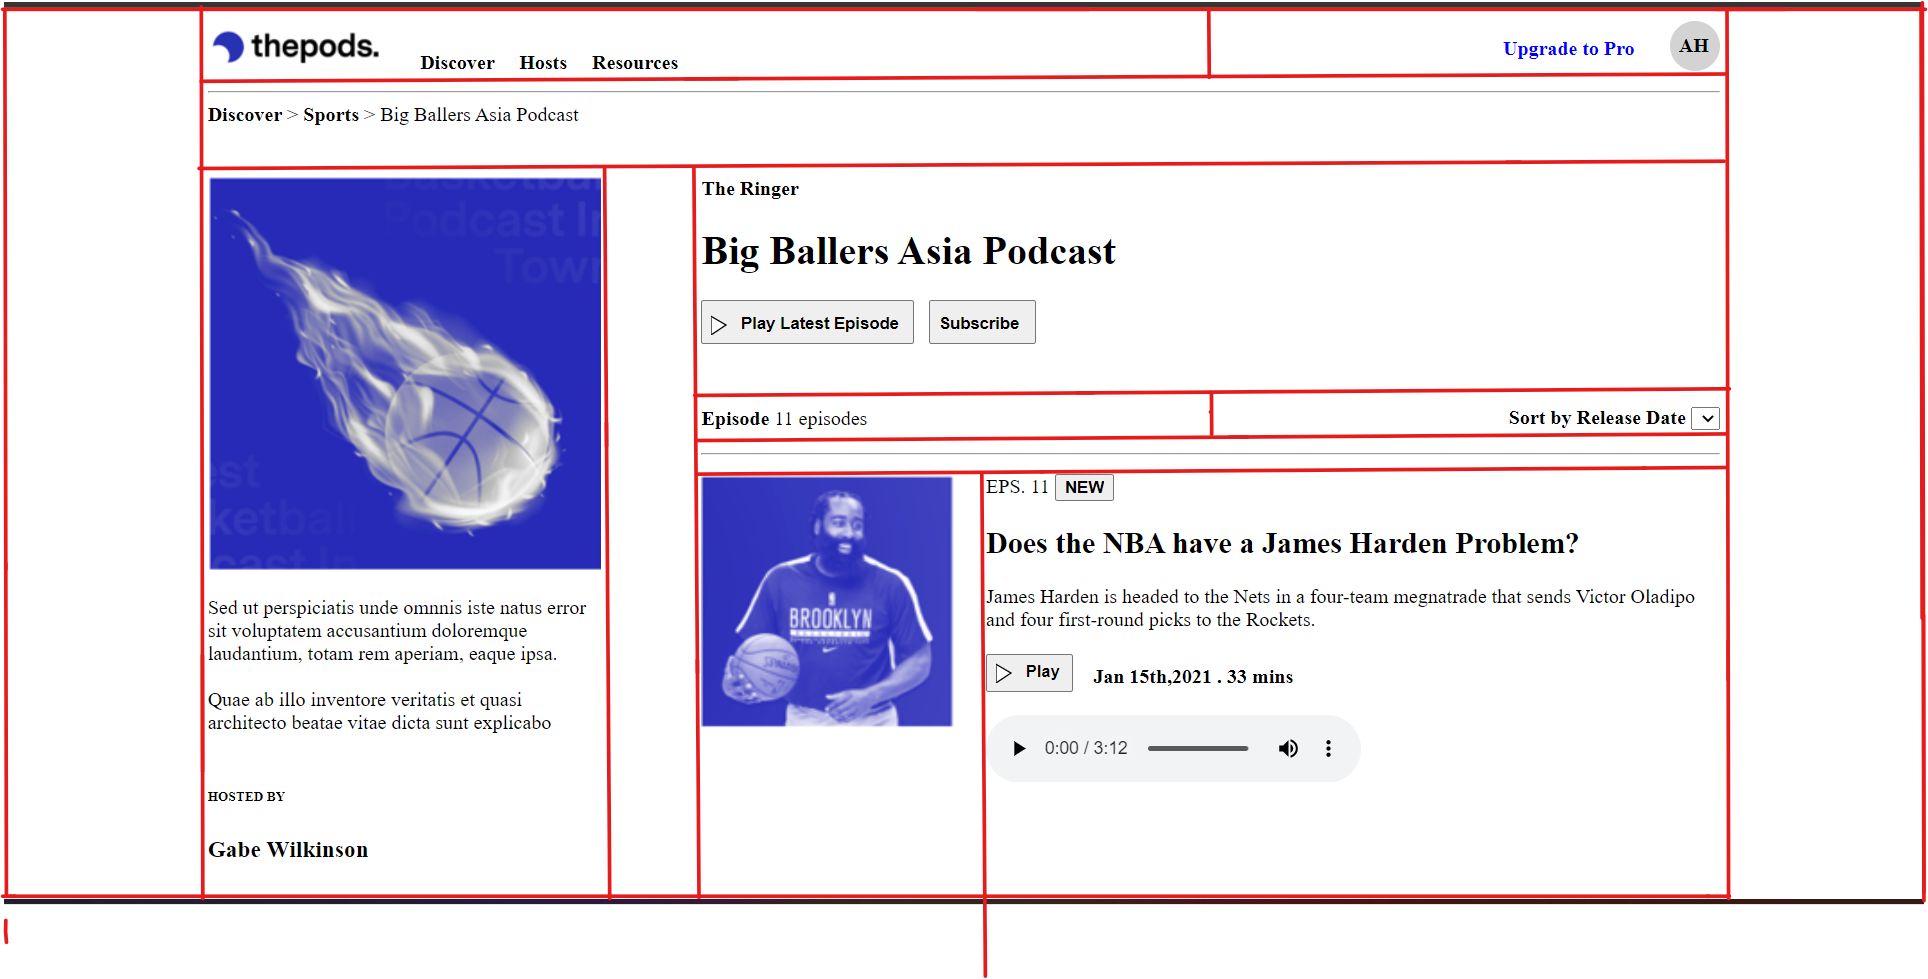 thepods.
Discover Hosts Resources
Upgrade to Pro
AH
Discover > Sports > Big Ballers Asia Podcast
Podcast In
Town
The Ringer
Big Ballers Asia Podcast
Play Latest Episode
Subscribe
Episode 11 episodes
Sort by Release Date
EPS. 11 NEW
Does the NBA have a James Harden Problem?
James Harden is headed to the Nets in a four-team megnatrade that sends Victor Oladipo
and four first-round picks to the Rockets.
Play
Jan 15th,2021 . 33 mins
0:00 / 3:12
BROOKLYN
SPALDING
Sed ut perspiciatis unde omnnis iste natus error
sit voluptatem accusantium doloremque
laudantium, totam rem aperiam, eaque ipsa.
Quae ab illo inventore veritatis et quasi
architecto beatae vitae dicta sunt explicabo
HOSTED BY
Gabe Wilkinson